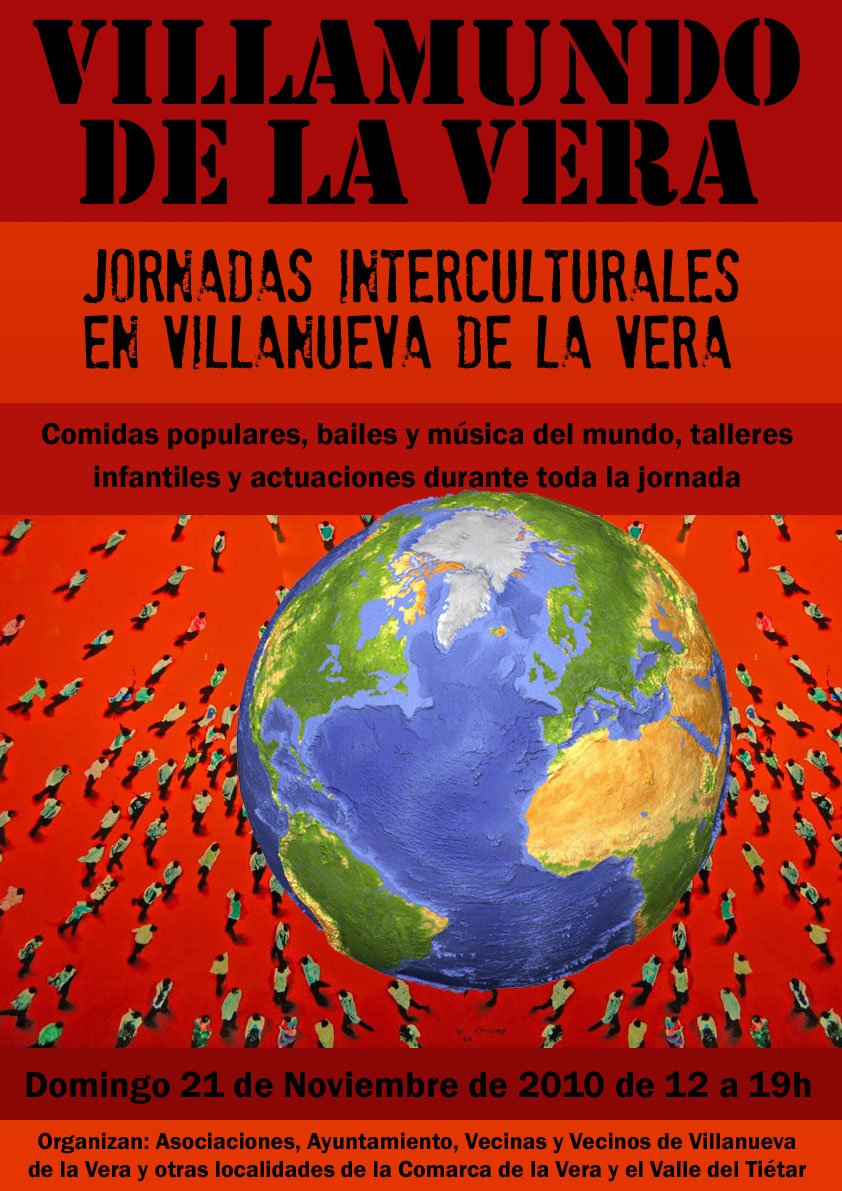 VILLAMUNDO
DE LA VERA
JORNADAS INTERCULTURALES
EN VILLANUEVA DE LA VERA
Comidas populares, bailes y música del mundo, talleres
infantiles y actuaciones durante toda la jornada
Domingo 21 de Noviembre de 2010 de 12 a 19h
Organizan: Asociaciones, Ayuntamiento, Vecinas y Vecinos de Villanueva
de la Vera y otras localidades de la Comarca de la Vera y el Valle del Tiétar